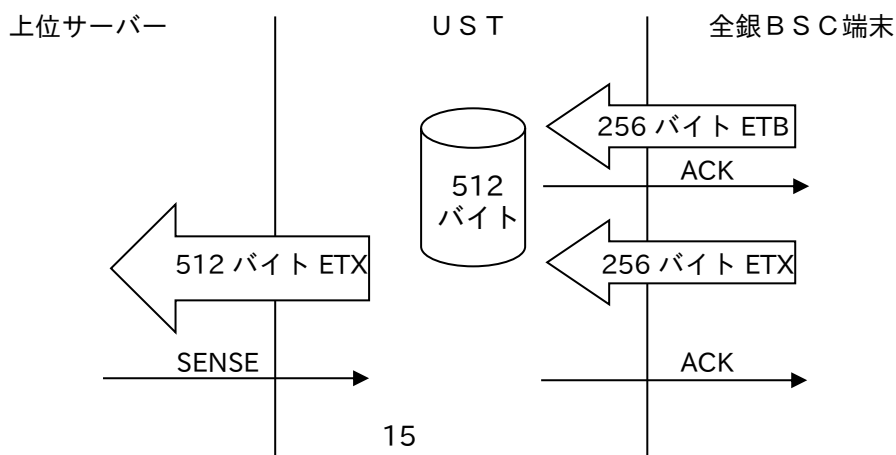 上位サーバー
ＵＳＴ
全銀ＢＳＣ端末
256 バイト ETB
ACK
512
バイト
512 バイト ETX
256 バイト ETX
SENSE
ACK
15